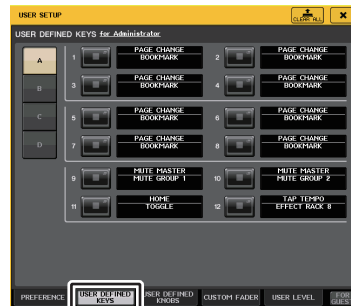 USER SETUP
CLEAR ALL
USER DEFINED KEYS for Administrator
A
B
C
D
1 PAGE CHANGE
BOOKMARK
2 PAGE CHANGE
BOOKMARK
3 PAGE CHANGE
BOOKMARK
4 PAGE CHANGE
BOOKMARK
5 PAGE CHANGE
BOOKMARK
6 PAGE CHANGE
BOOKMARK
7 PAGE CHANGE
BOOKMARK
8 PAGE CHANGE
BOOKMARK
9 MUTE MASTER
MUTE GROUP 1
10 MUTE MASTER
MUTE GROUP 2
11 HOME
TOGGLE
12 TAP TEMPO
EFFECT RACK 8
PREFERENCE
USER DEFINED
KEYS
USER DEFINED
KNOBS
CUSTOM FADER
USER LEVEL
FOR
GUEST